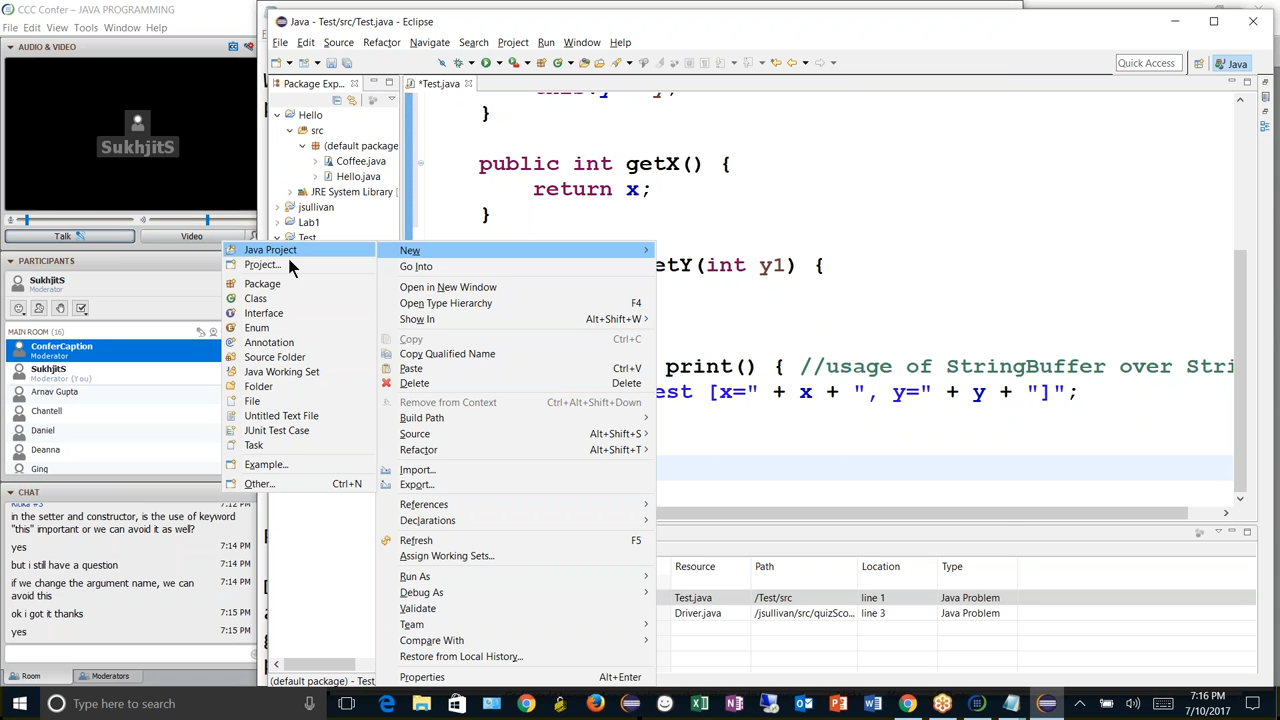 CCC Confer – JAVA PROGRAMMING
File Edit View Tools Window Help
AUDIO & VIDEO
SukhjitS
Talk
Video
PARTICIPANTS
SukhjitS
Moderator
MAIN ROOM (16)
ConferCaption
Moderator
SukhjitS
Moderator (You)
Arnav Gupta
Chantell
Daniel
Deanna
Ging
CHAT
7:12 PM
in the setter and constructor, is the use of keyword
"this" important or we can avoid it as well?
yes 7:14 PM
but i still have a question 7:14 PM
if we change the argument name, we can 7:14 PM
avoid this
ok i got it thanks 7:15 PM
yes 7:15 PM
Room
Moderators
Java - Test/src/Test.java - Eclipse
File Edit Source Refactor Navigate Search Project Run Window Help
Quick Access
Java
Package Exp...
*Test.java
Hello
src
(default package
Coffee.java
Hello.java
JRE System Library [
jsullivan
Lab1
Test
}
public int getX() {
return x;
}
etY(int y1) {
print() { //usage of StringBuffer over Stri
est [x=" + x + ", y=" + y + "]";
Java Project
Project...
Package
Class
Interface
Enum
Annotation
Source Folder
Java Working Set
Folder
File
Untitled Text File
JUnit Test Case
Task
Example...
Other... Ctrl+N
New
Go Into
Open in New Window
Open Type Hierarchy F4
Show In Alt+Shift+W
Copy Ctrl+C
Copy Qualified Name
Paste Ctrl+V
Delete Delete
Remove from Context Ctrl+Alt+Shift+Down
Build Path
Source Alt+Shift+S
Refactor Alt+Shift+T
Import...
Export...
References
Declarations
Refresh F5
Assign Working Sets...
Run As
Debug As
Validate
Team
Compare With
Restore from Local History...
Properties Alt+Enter
Resource Path Location Type
Test.java /Test/src line 1 Java Problem
Driver.java /jsullivan/src/quizSco... line 3 Java Problem
(default package) - Test
Type here to search
7:16 PM
7/10/2017